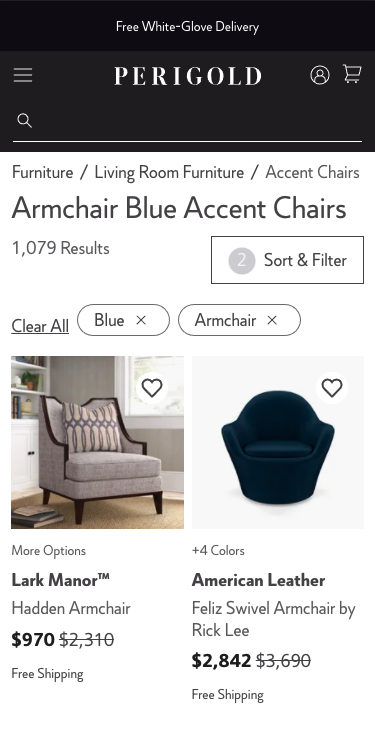 Free White-Glove Delivery
PERIGOLD
Furniture / Living Room Furniture / Accent Chairs
Armchair Blue Accent Chairs
1,079 Results
2 Sort & Filter
Clear All
Blue ×
Armchair ×
More Options
Lark Manor™
Hadden Armchair
$970 $2,310
Free Shipping
+4 Colors
American Leather
Feliz Swivel Armchair by
Rick Lee
$2,842 $3,690
Free Shipping